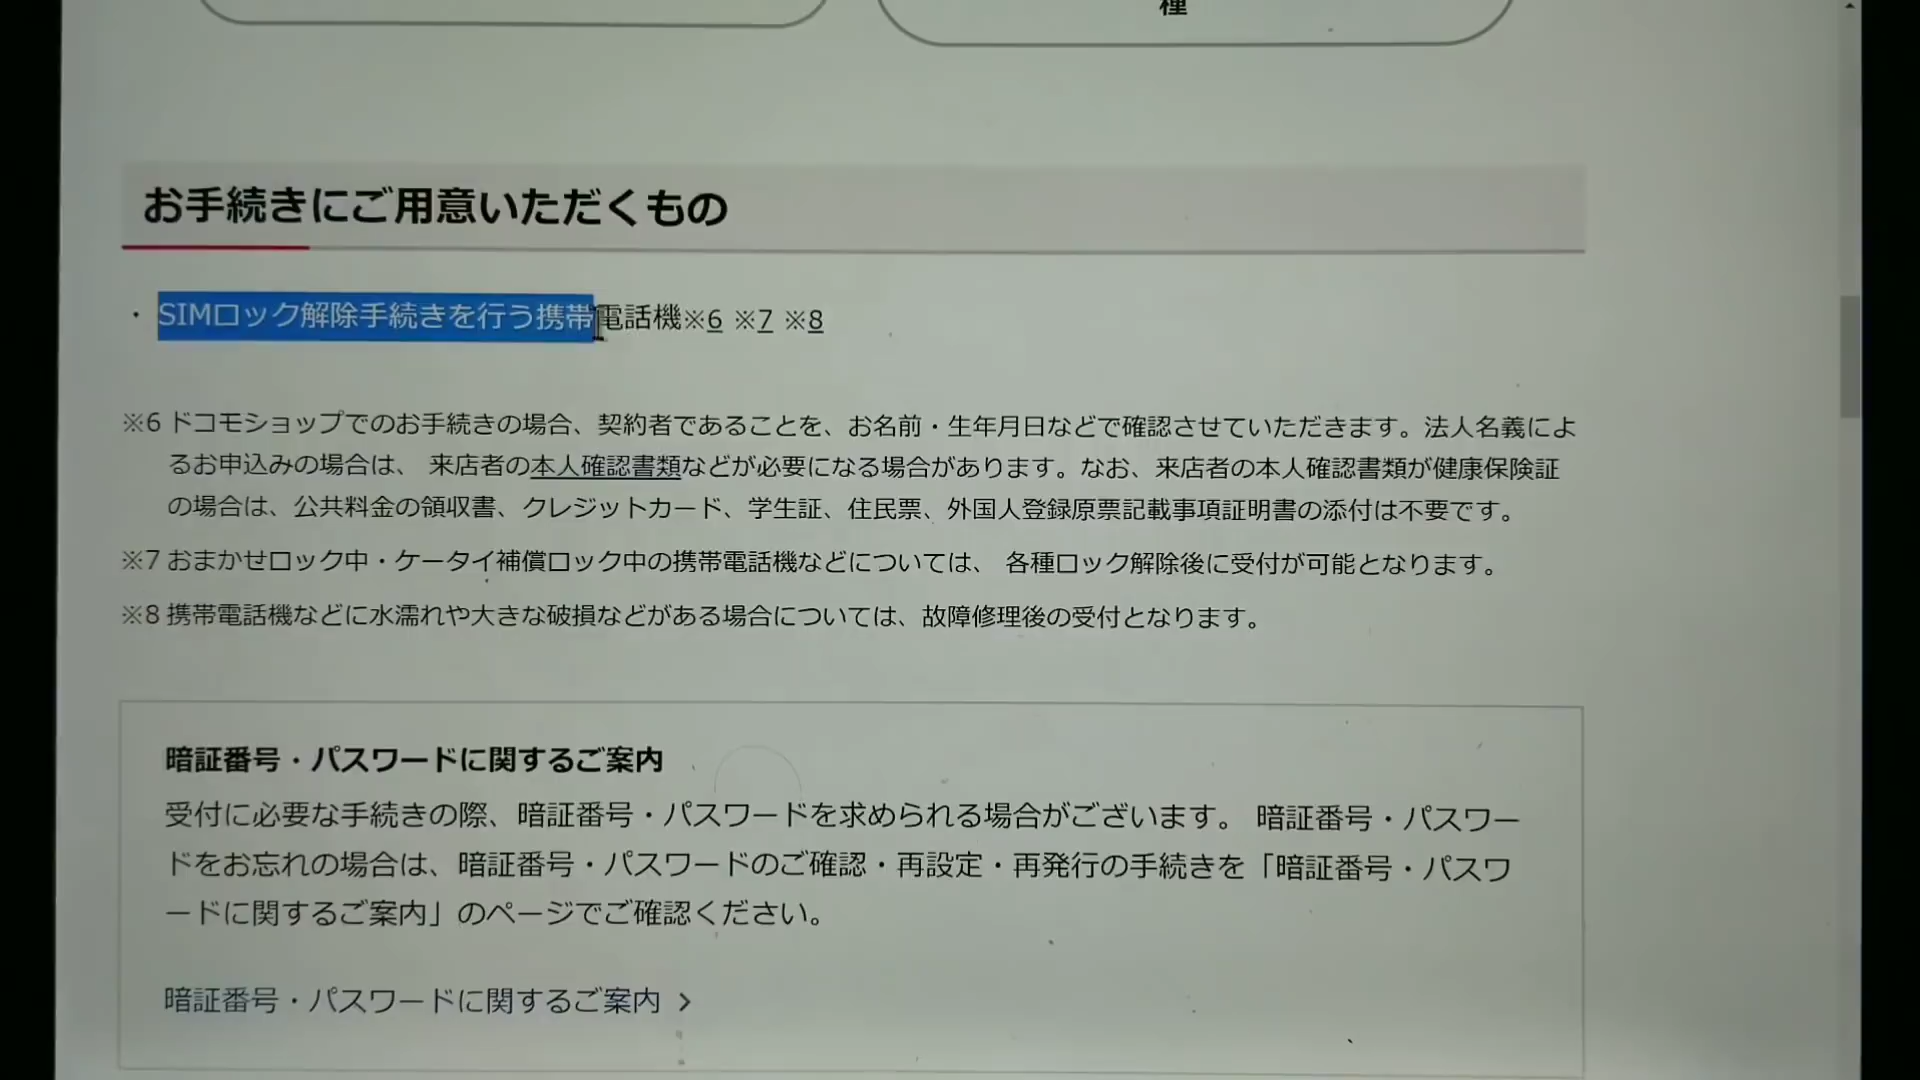 種
お手続きにご用意いただくもの
・ SIMロック解除手続きを行う携帯電話機※6 ※7 ※8
※6 ドコモショップでのお手続きの場合、契約者であることを、お名前・生年月日などで確認させていただきます。法人名義によ
るお申込みの場合は、 来店者の本人確認書類などが必要になる場合があります。なお、来店者の本人確認書類が健康保険証
の場合は、公共料金の領収書、クレジットカード、学生証、住民票、外国人登録原票記載事項証明書の添付は不要です。
※7 おまかせロック中・ケータイ補償ロック中の携帯電話機などについては、 各種ロック解除後に受付が可能となります。
※8 携帯電話機などに水濡れや大きな破損などがある場合については、故障修理後の受付となります。
暗証番号・パスワードに関するご案内
受付に必要な手続きの際、暗証番号・パスワードを求められる場合がございます。 暗証番号・パスワー
ドをお忘れの場合は、暗証番号・パスワードのご確認・再設定・再発行の手続きを「暗証番号・パスワ
ードに関するご案内」のページでご確認ください。
暗証番号・パスワードに関するご案内 >